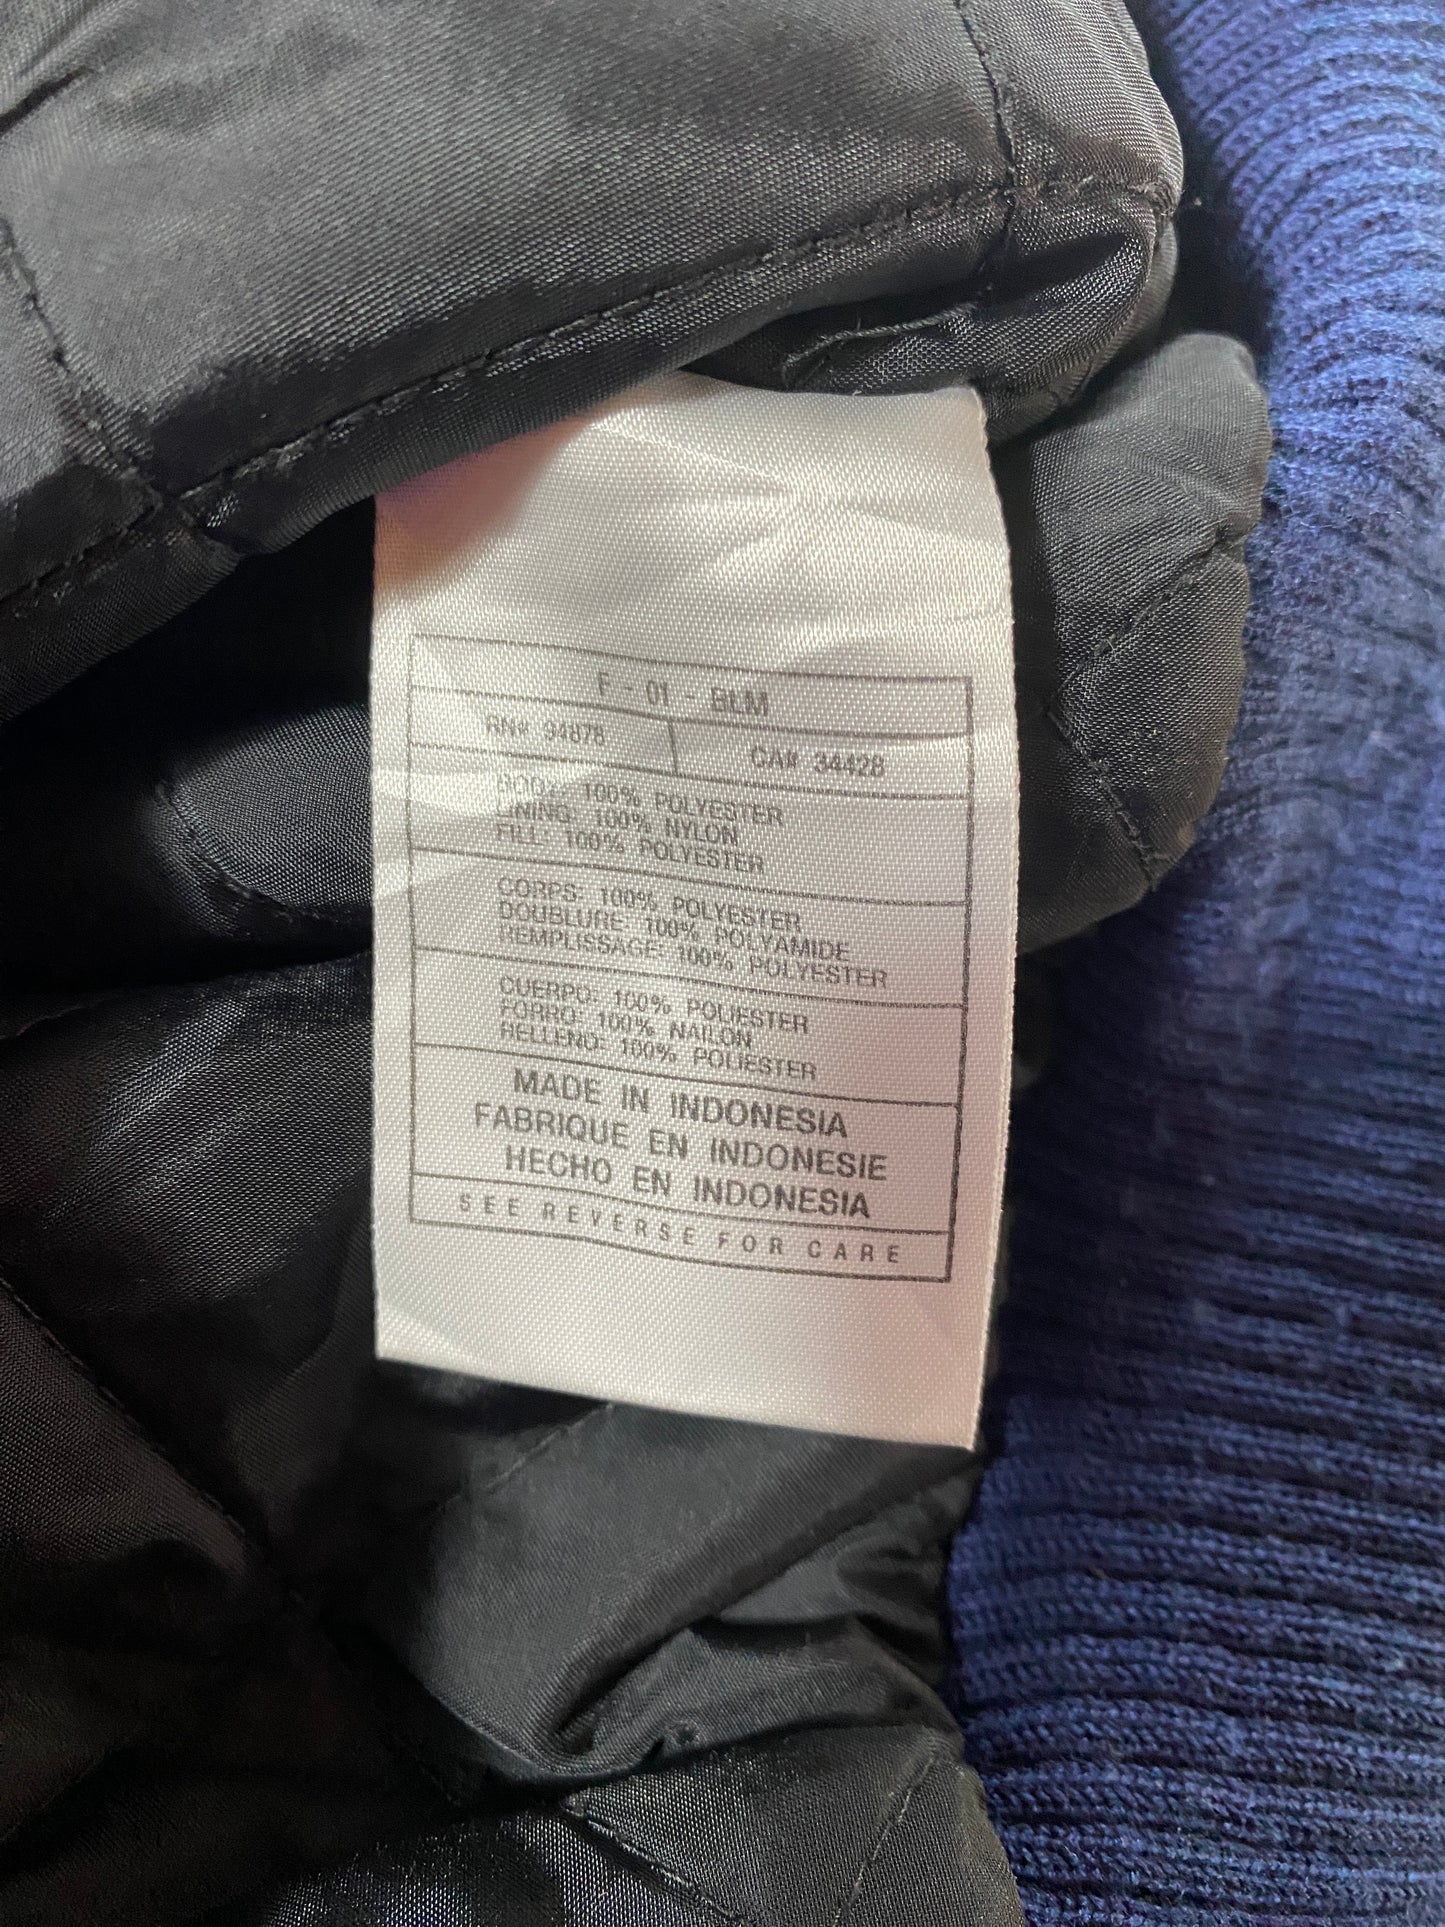 F - 01 - BLM
RN# 94878
CA# 34428
BODY: 100% POLYESTER
LINING: 100% NYLON
FILL: 100% POLYESTER
CORPS: 100% POLYESTER
DOUBLURE: 100% POLYAMIDE
REMPLISSAGE: 100% POLYESTER
CUERPO: 100% POLIESTER
FORRO: 100% NAILON
RELLENO: 100% POLIESTER
MADE IN INDONESIA
FABRIQUE EN INDONESIE
HECHO EN INDONESIA
SEE REVERSE FOR CARE